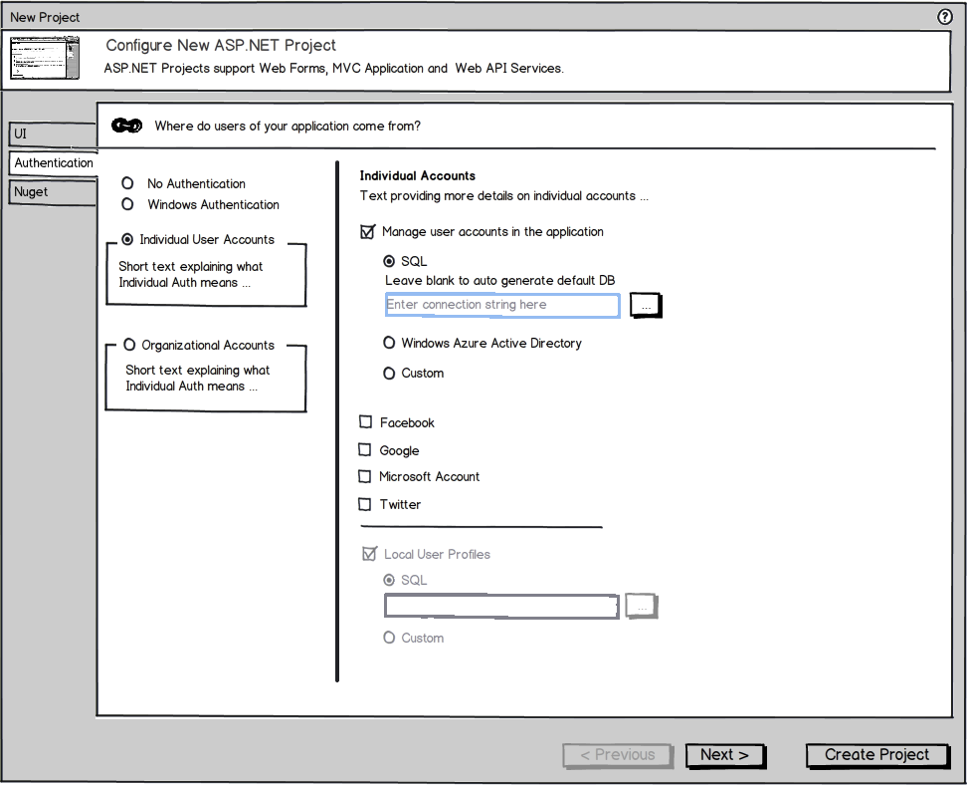 New Project
?
Configure New ASP.NET Project
ASP.NET Projects support Web Forms, MVC Application and Web API Services.
UI
Authentication
Nuget
Where do users of your application come from?
No Authentication
Windows Authentication
Individual User Accounts
Short text explaining what
Individual Auth means ...
Organizational Accounts
Short text explaining what
Individual Auth means ...
Individual Accounts
Text providing more details on individual accounts ...
Manage user accounts in the application
SQL
Leave blank to auto generate default DB
Enter connection string here
...
Windows Azure Active Directory
Custom
Facebook
Google
Microsoft Account
Twitter
Local User Profiles
SQL
...
Custom
< Previous
Next >
Create Project